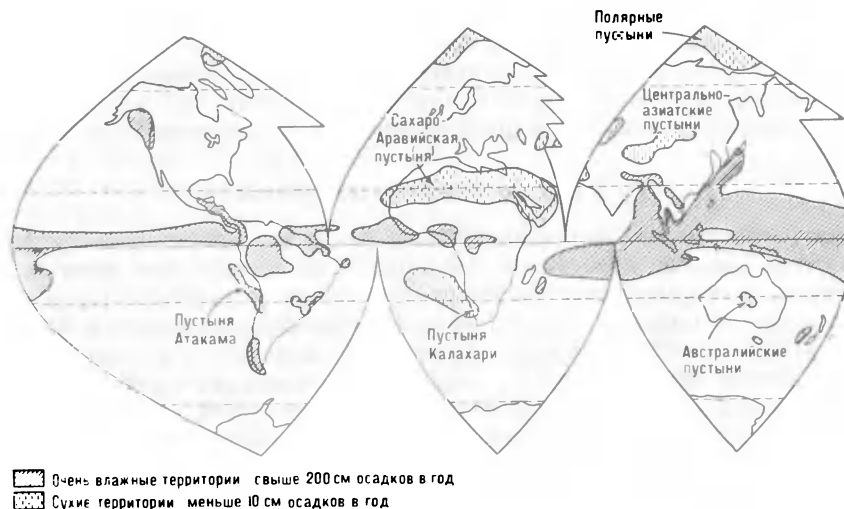 Полярные
пустыни
Центрально-
азиатские
пустыни
Сахаро-
Аравийская
пустыня
Пустыня
Атакама
Пустыня
Калахари
Австралийские
пустыни
Очень влажные территории свыше 200 см осадков в год
Сухие территории меньше 10 см осадков в год